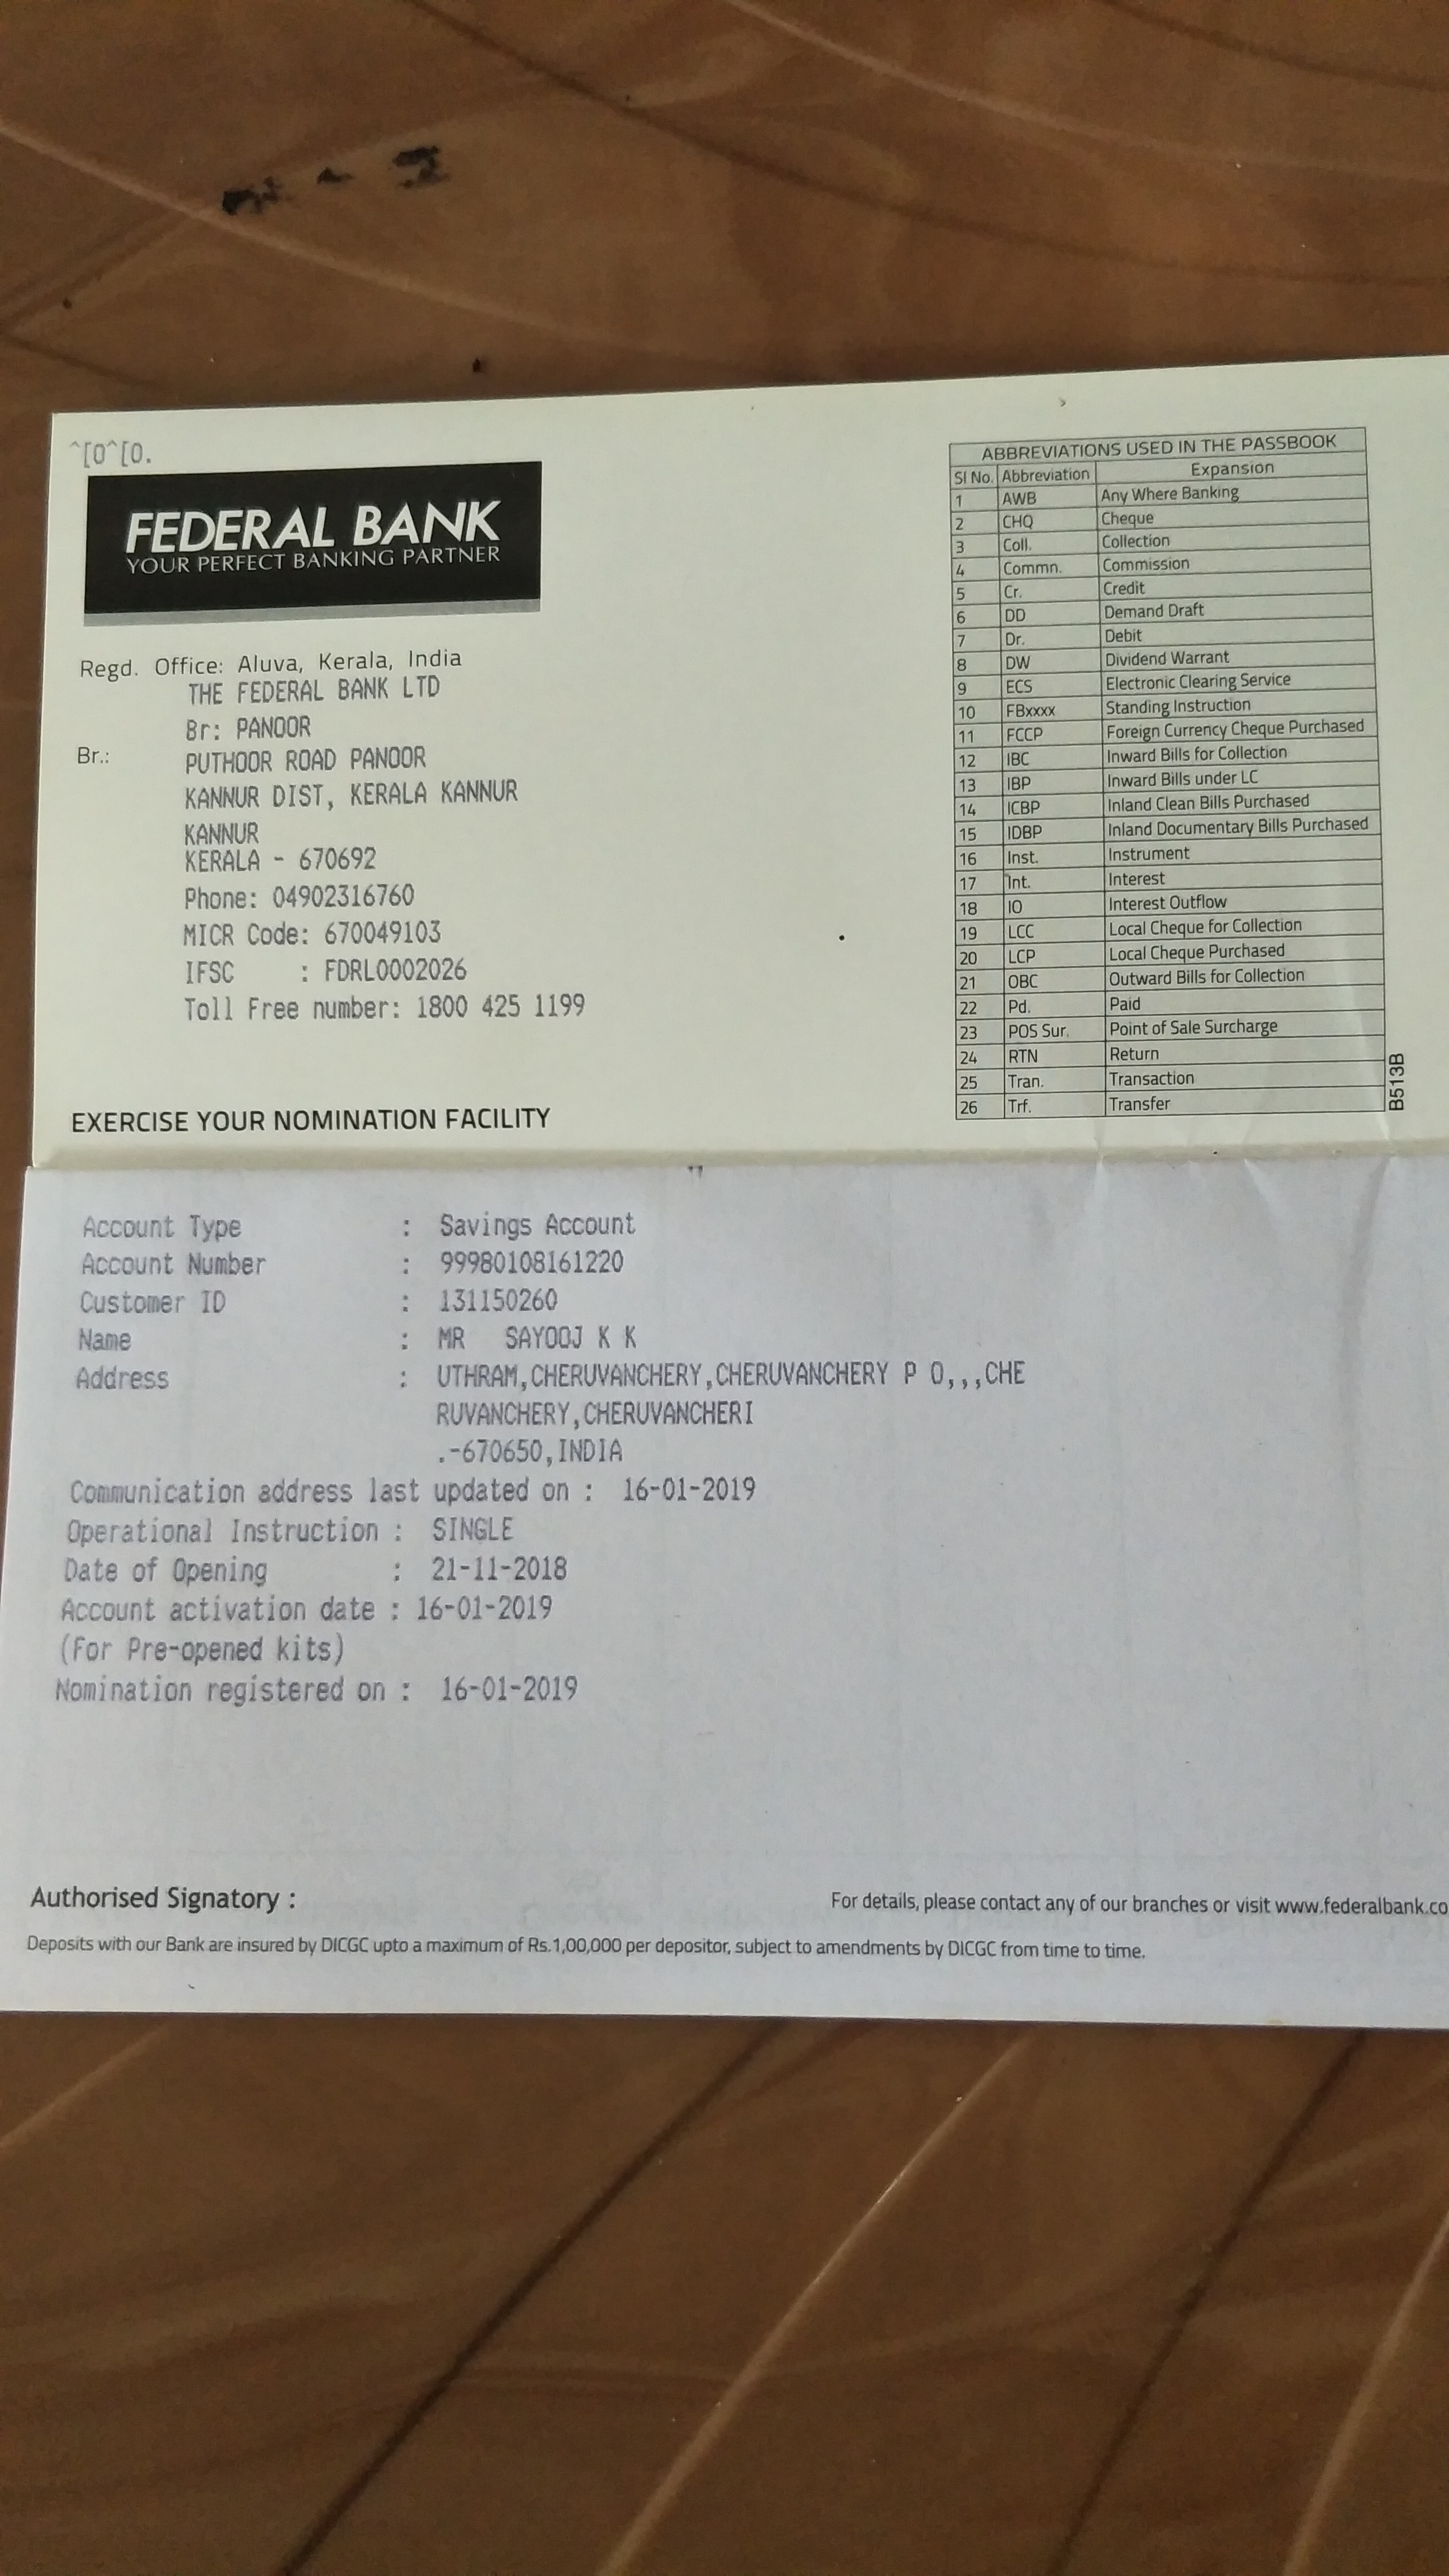 ^[O^[O.
FEDERAL BANK
YOUR PERFECT BANKING PARTNER
Regd. Office: Aluva, Kerala, India
THE FEDERAL BANK LTD
Br: PANOOR
Br.: PUTHOOR ROAD PANOOR
KANNUR DIST, KERALA KANNUR
KANNUR
KERALA - 670692
Phone: 04902316760
MICR Code: 670049103
IFSC : FDRL0002026
Toll Free number: 1800 425 1199
EXERCISE YOUR NOMINATION FACILITY
ABBREVIATIONS USED IN THE PASSBOOK
Sl No. Abbreviation Expansion
1 AWB Any Where Banking
2 CHQ Cheque
3 Coll. Collection
4 Commn. Commission
5 Cr. Credit
6 DD Demand Draft
7 Dr. Debit
8 DW Dividend Warrant
9 ECS Electronic Clearing Service
10 FBxxxx Standing Instruction
11 FCCP Foreign Currency Cheque Purchased
12 IBC Inward Bills for Collection
13 IBP Inward Bills under LC
14 ICBP Inland Clean Bills Purchased
15 IDBP Inland Documentary Bills Purchased
16 Inst. Instrument
17 Int. Interest
18 IO Interest Outflow
19 LCC Local Cheque for Collection
20 LCP Local Cheque Purchased
21 OBC Outward Bills for Collection
22 Pd. Paid
23 POS Sur. Point of Sale Surcharge
24 RTN Return
25 Tran. Transaction
26 Trf. Transfer
B513B
Account Type : Savings Account
Account Number : 99980108161220
Customer ID : 131150260
Name : MR SAYOOJ K K
Address : UTHRAM,CHERUVANCHERY,CHERUVANCHERY P O,,,CHE
RUVANCHERY,CHERUVANCHERI
.-670650,INDIA
Communication address last updated on : 16-01-2019
Operational Instruction : SINGLE
Date of Opening : 21-11-2018
Account activation date : 16-01-2019
(For Pre-opened kits)
Nomination registered on : 16-01-2019
Authorised Signatory :
For details, please contact any of our branches or visit www.federalbank.co
Deposits with our Bank are insured by DICGC upto a maximum of Rs.1,00,000 per depositor, subject to amendments by DICGC from time to time.